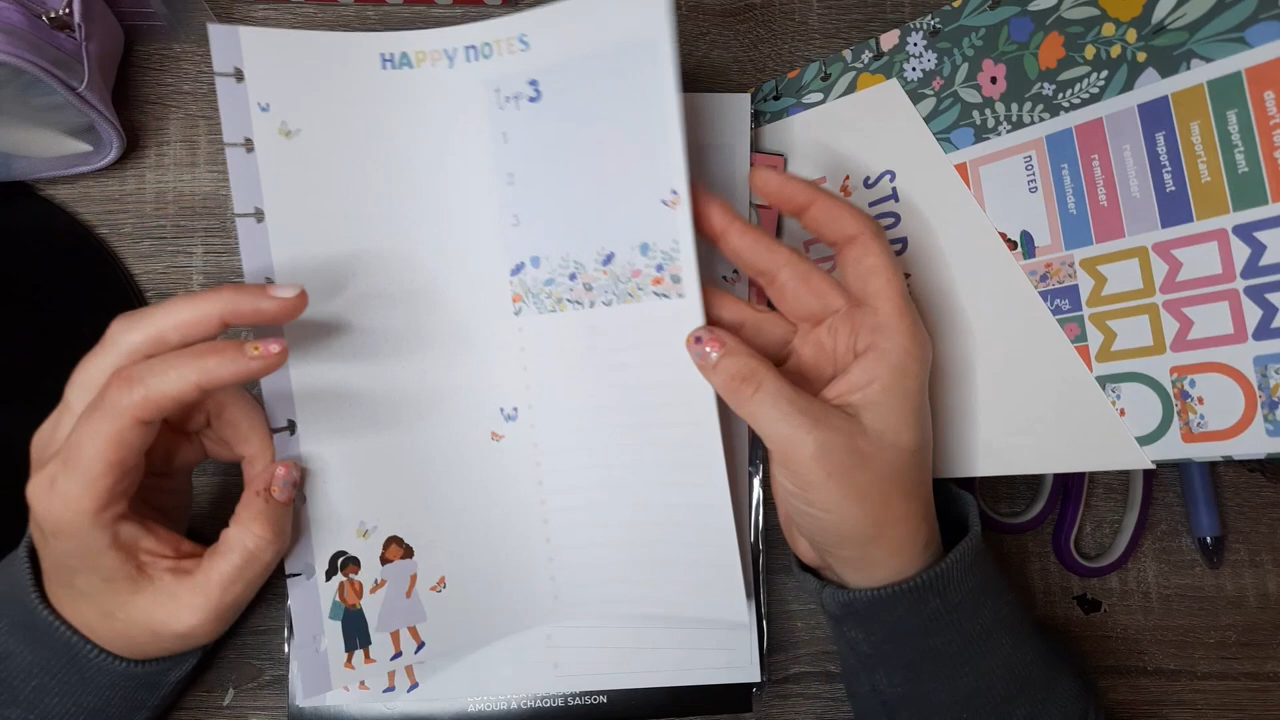 HAPPY NOTES
top 3
1
2
3
STOP
NOTED
reminder
reminder
reminder
important
important
important
LOVE EVERY SEASON
AMOUR À CHAQUE SAISON